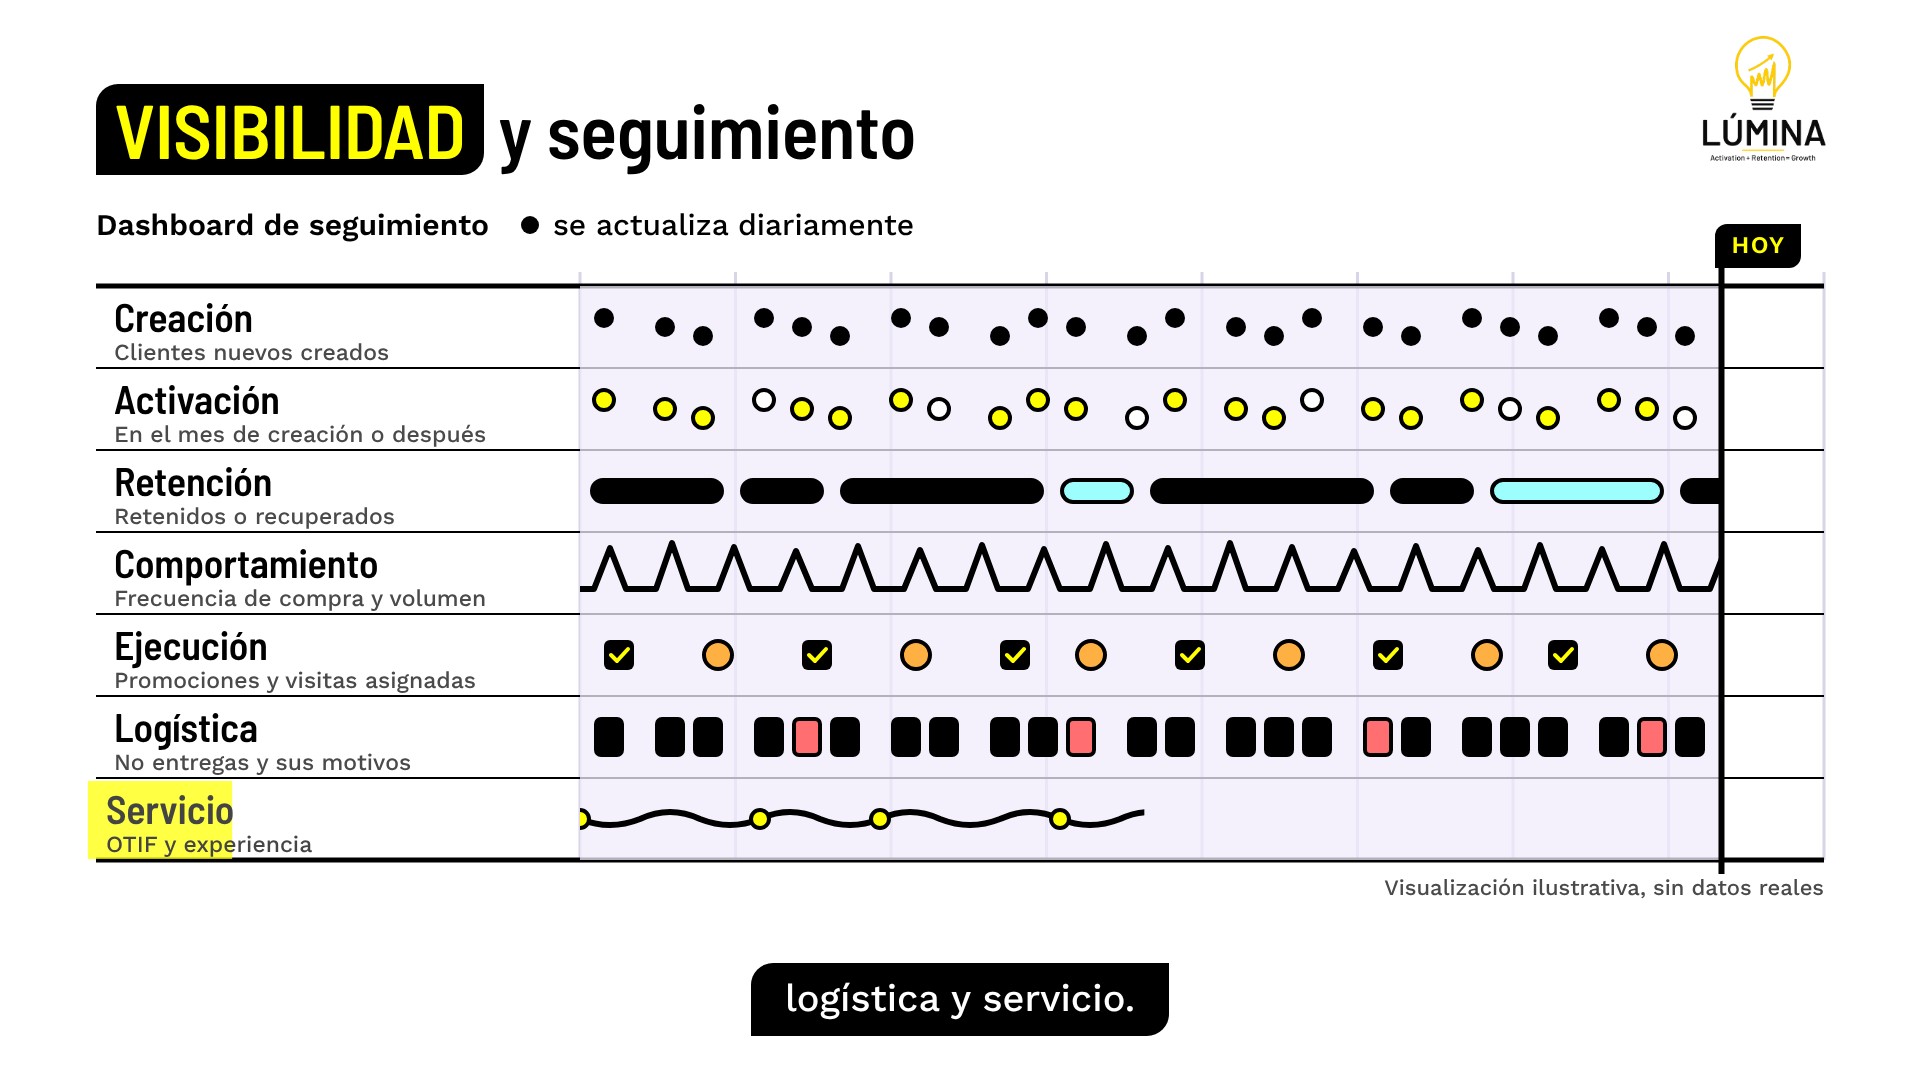 VISIBILIDAD y seguimiento
LÚMINA
Activation + Retention = Growth
Dashboard de seguimiento ● se actualiza diariamente
HOY
Creación
Clientes nuevos creados
Activación
En el mes de creación o después
Retención
Retenidos o recuperados
Comportamiento
Frecuencia de compra y volumen
Ejecución
Promociones y visitas asignadas
Logística
No entregas y sus motivos
Servicio
OTIF y experiencia
Visualización ilustrativa, sin datos reales
logística y servicio.